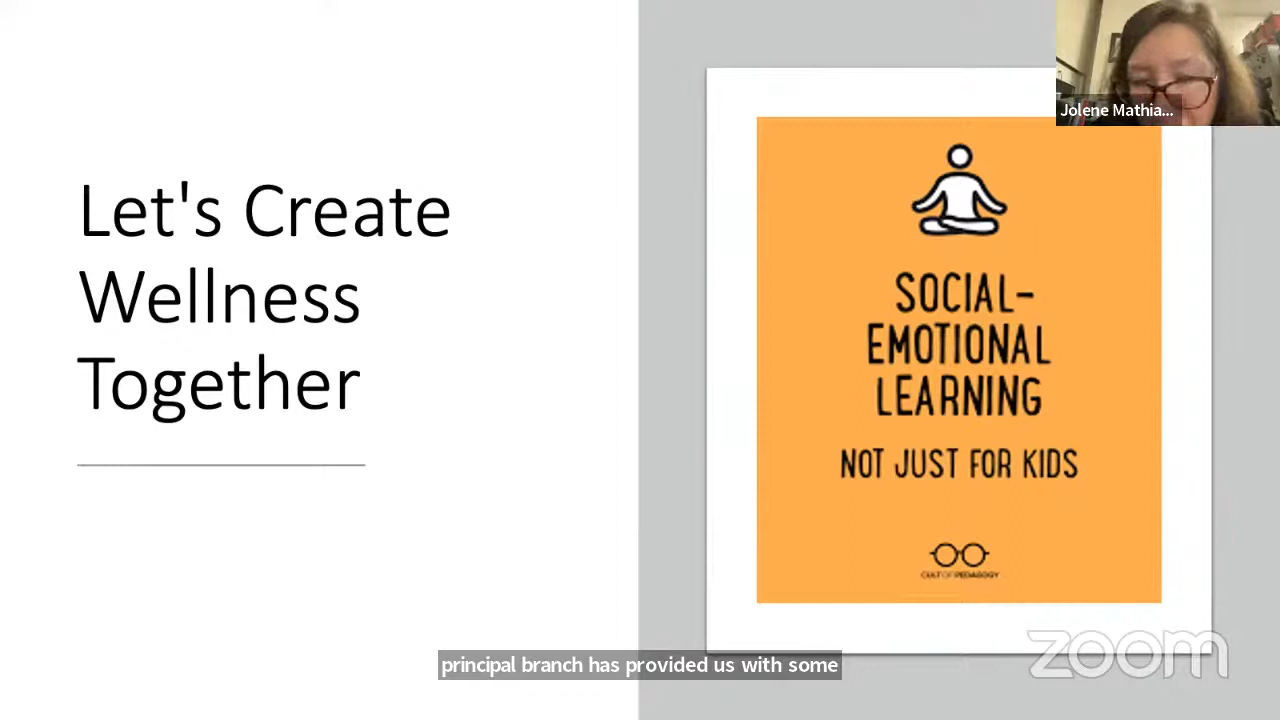 Let's Create
Wellness
Together
Jolene Mathia...
SOCIAL-
EMOTIONAL
LEARNING
NOT JUST FOR KIDS
CULT OF PEDAGOGY
principal branch has provided us with some
zoom